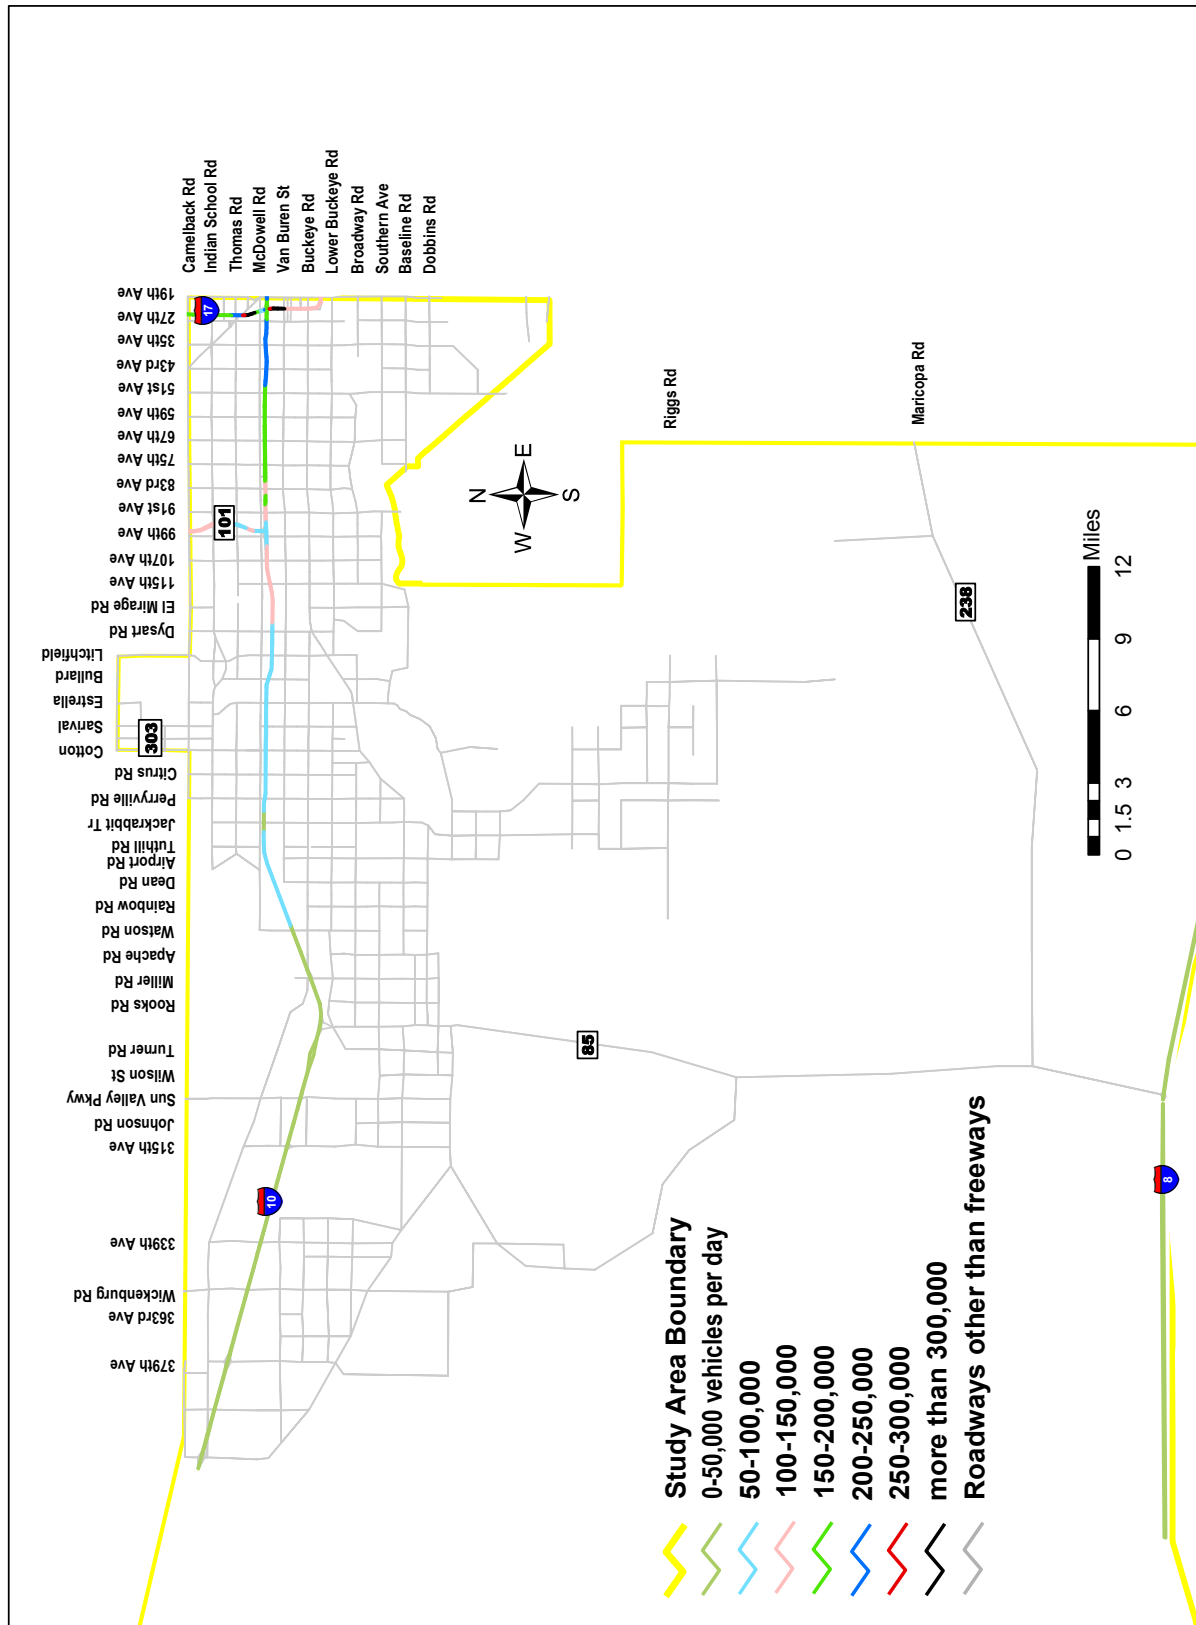 Camelback Rd
Indian School Rd
Thomas Rd
McDowell Rd
Van Buren St
Buckeye Rd
Lower Buckeye Rd
Broadway Rd
Southern Ave
Baseline Rd
Dobbins Rd
19th Ave
27th Ave
35th Ave
43rd Ave
51st Ave
59th Ave
67th Ave
75th Ave
83rd Ave
91st Ave
99th Ave
107th Ave
115th Ave
El Mirage Rd
Dysart Rd
Litchfield
Bullard
Estrella
Sarival
Cotton
Citrus Rd
Perryville Rd
Jackrabbit Tr
Tuthill Rd
Airport Rd
Dean Rd
Rainbow Rd
Watson Rd
Apache Rd
Miller Rd
Rooks Rd
Turner Rd
Wilson St
Sun Valley Pkwy
Johnson Rd
315th Ave
339th Ave
Wickenburg Rd
363rd Ave
379th Ave
17
101
303
10
85
238
8
Riggs Rd
Maricopa Rd
N
E
S
W
Miles
0 1.5 3 6 9 12
Study Area Boundary
0-50,000 vehicles per day
50-100,000
100-150,000
150-200,000
200-250,000
250-300,000
more than 300,000
Roadways other than freeways